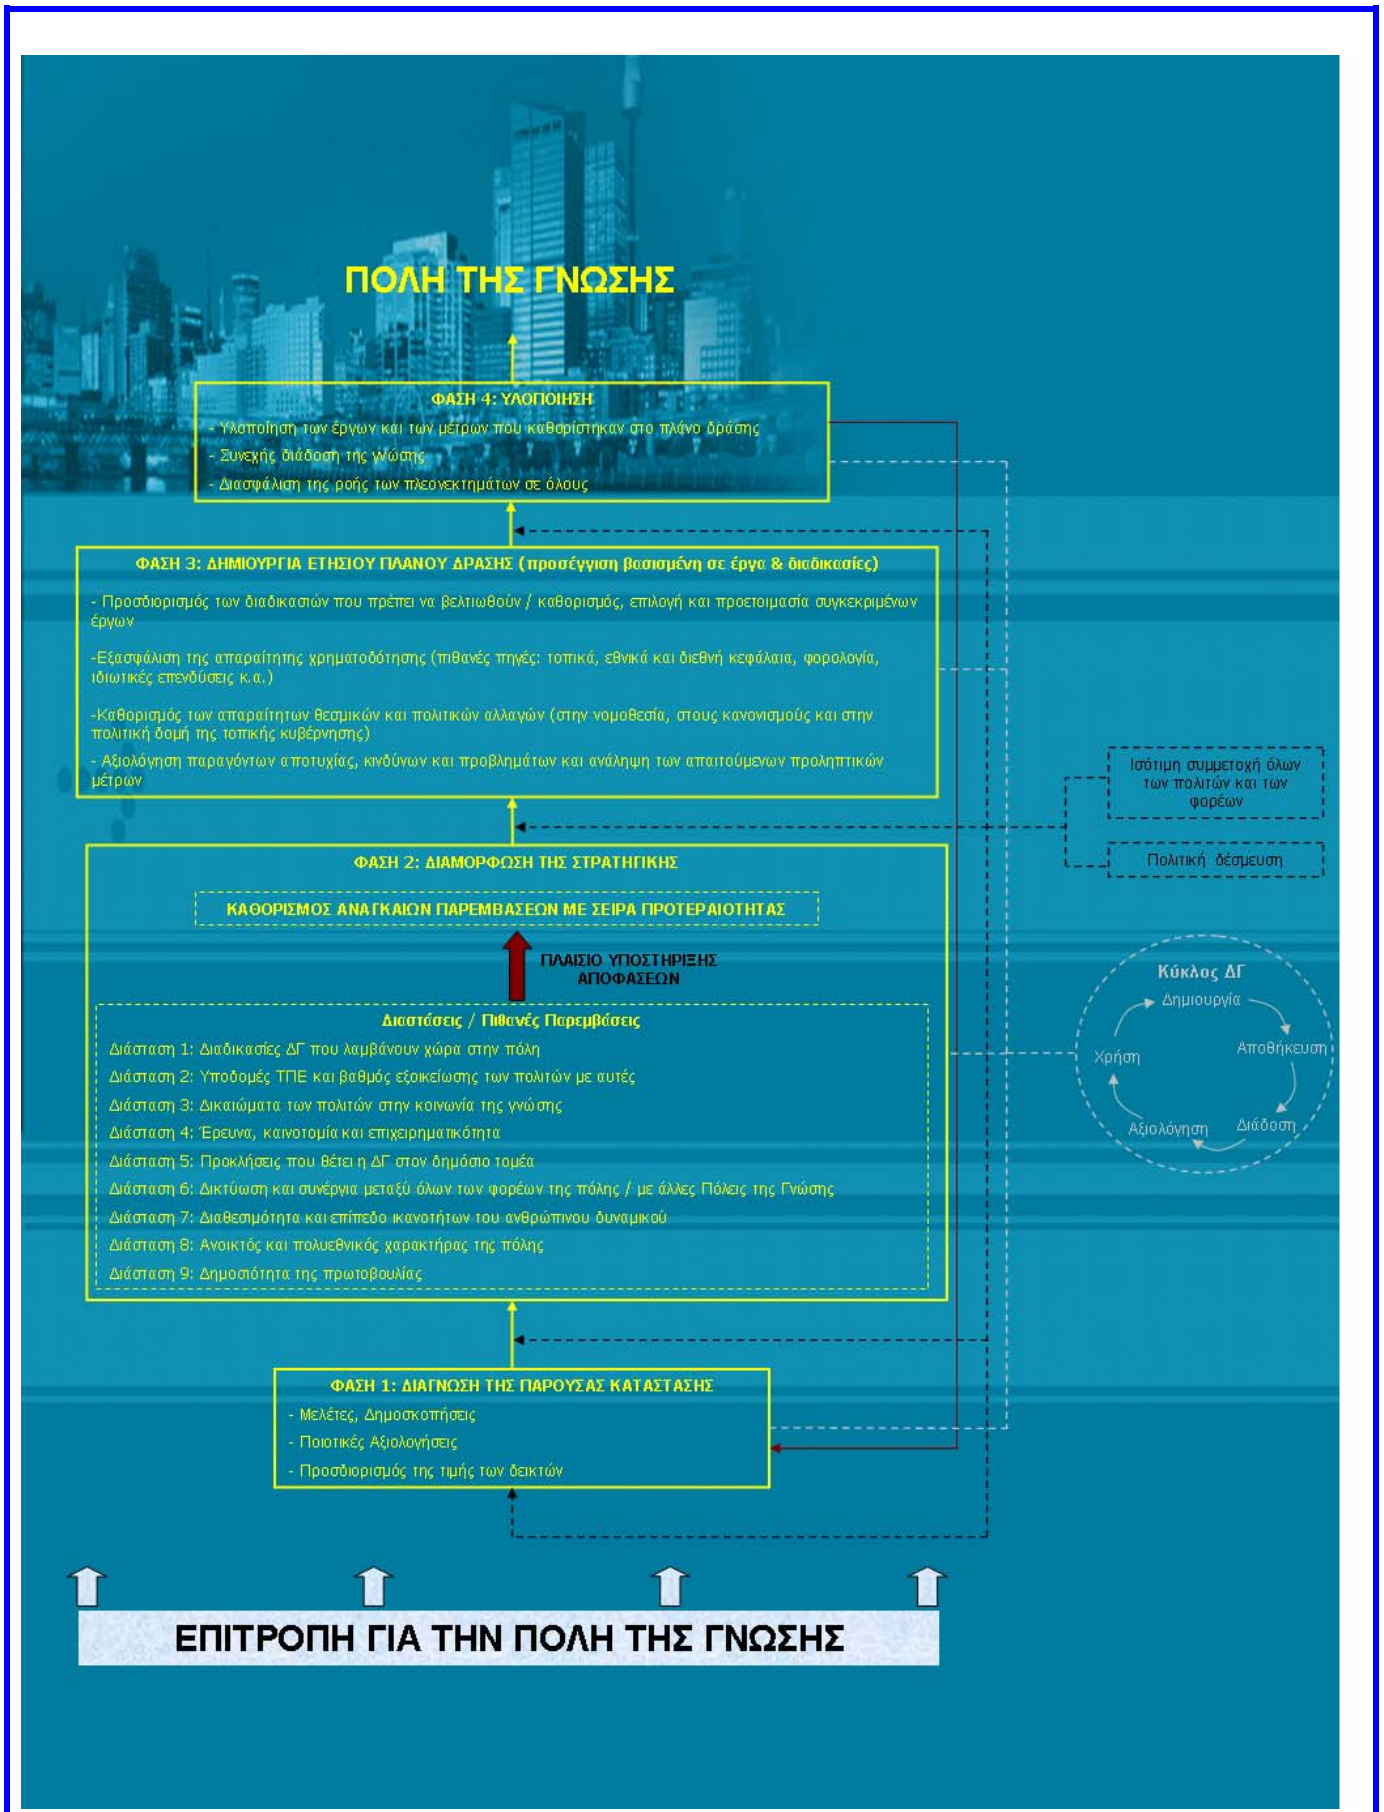 ΠΟΛΗ ΤΗΣ ΓΝΩΣΗΣ
ΦΑΣΗ 4: ΥΛΟΠΟΙΗΣΗ
- Υλοποίηση των έργων και των μέτρων που καθορίστηκαν στο πλάνο δράσης
- Συνεχής διάδοση της γνώσης
- Διασφάλιση της ροής των πλεονεκτημάτων σε όλους
ΦΑΣΗ 3: ΔΗΜΙΟΥΡΓΙΑ ΕΤΗΣΙΟΥ ΠΛΑΝΟΥ ΔΡΑΣΗΣ (προσέγγιση βασισμένη σε έργα & διαδικασίες)
- Προσδιορισμός των διαδικασιών που πρέπει να βελτιωθούν / καθορισμός, επιλογή και προετοιμασία συγκεκριμένων
έργων
-Εξασφάλιση της απαραίτητης χρηματοδότησης (πιθανές πηγές: τοπικά, εθνικά και διεθνή κεφάλαια, φορολογία,
ιδιωτικές επενδύσεις κ.α.)
-Καθορισμός των απαραίτητων θεσμικών και πολιτικών αλλαγών (στην νομοθεσία, στους κανονισμούς και στην
πολιτική δομή της τοπικής κυβέρνησης)
- Αξιολόγηση παραγόντων αποτυχίας, κινδύνων και προβλημάτων και ανάληψη των απαιτούμενων προληπτικών
μέτρων
Ισότιμη συμμετοχή όλων
των πολιτών και των
φορέων
Πολιτική δέσμευση
ΦΑΣΗ 2: ΔΙΑΜΟΡΦΩΣΗ ΤΗΣ ΣΤΡΑΤΗΓΙΚΗΣ
ΚΑΘΟΡΙΣΜΟΣ ΑΝΑΓΚΑΙΩΝ ΠΑΡΕΜΒΑΣΕΩΝ ΜΕ ΣΕΙΡΑ ΠΡΟΤΕΡΑΙΟΤΗΤΑΣ
ΠΛΑΙΣΙΟ ΥΠΟΣΤΗΡΙΞΗΣ
ΑΠΟΦΑΣΕΩΝ
Διαστάσεις / Πιθανές Παρεμβάσεις
Διάσταση 1: Διαδικασίες ΔΓ που λαμβάνουν χώρα στην πόλη
Διάσταση 2: Υποδομές ΤΠΕ και βαθμός εξοικείωσης των πολιτών με αυτές
Διάσταση 3: Δικαιώματα των πολιτών στην κοινωνία της γνώσης
Διάσταση 4: Έρευνα, καινοτομία και επιχειρηματικότητα
Διάσταση 5: Προκλήσεις που θέτει η ΔΓ στον δημόσιο τομέα
Διάσταση 6: Δικτύωση και συνέργια μεταξύ όλων των φορέων της πόλης / με άλλες Πόλεις της Γνώσης
Διάσταση 7: Διαθεσιμότητα και επίπεδο ικανοτήτων του ανθρώπινου δυναμικού
Διάσταση 8: Ανοικτός και πολυεθνικός χαρακτήρας της πόλης
Διάσταση 9: Δημοσιότητα της πρωτοβουλίας
Κύκλος ΔΓ
Δημιουργία
Αποθήκευση
Διάδοση
Αξιολόγηση
Χρήση
ΦΑΣΗ 1: ΔΙΑΓΝΩΣΗ ΤΗΣ ΠΑΡΟΥΣΑΣ ΚΑΤΑΣΤΑΣΗΣ
- Μελέτες, Δημοσκοπήσεις
- Ποιοτικές Αξιολογήσεις
- Προσδιορισμός της τιμής των δεικτών
ΕΠΙΤΡΟΠΗ ΓΙΑ ΤΗΝ ΠΟΛΗ ΤΗΣ ΓΝΩΣΗΣ